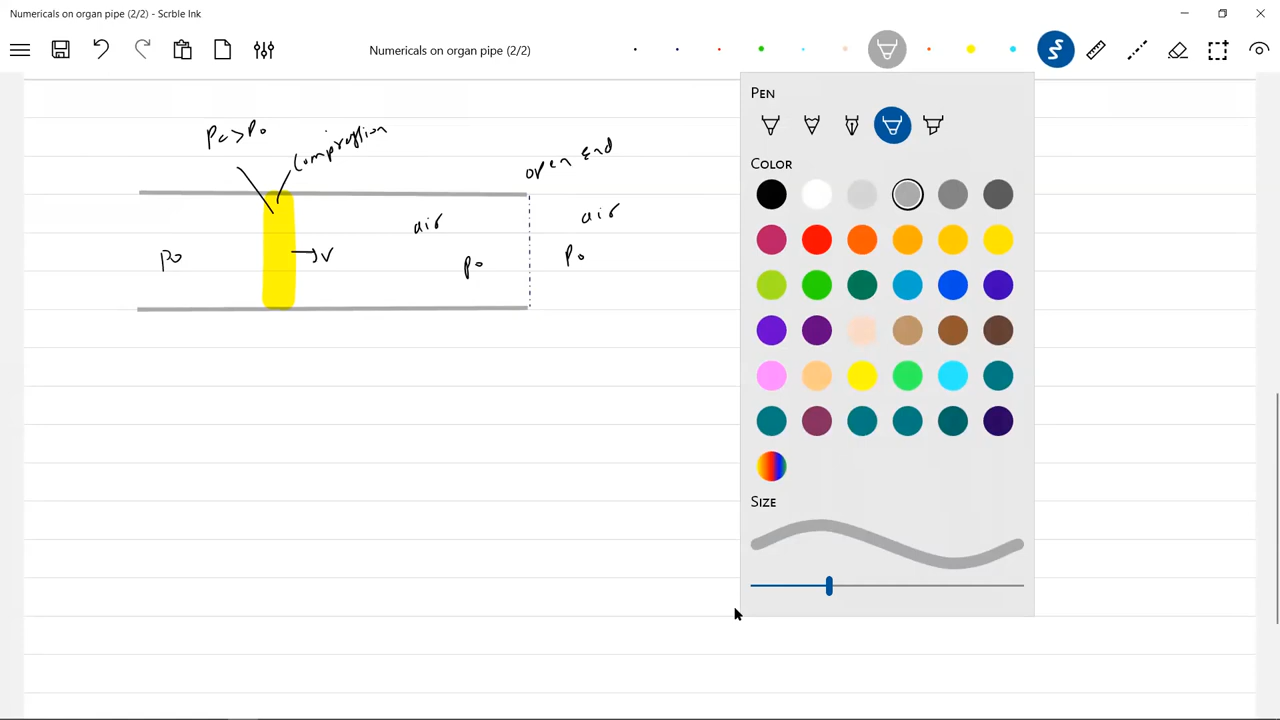 Numericals on organ pipe (2/2) - Scrble Ink
Numericals on organ pipe (2/2)
PEN
COLOR
SIZE
Pc > Po
Compression
open end
air
air
Po
V
Po
Po